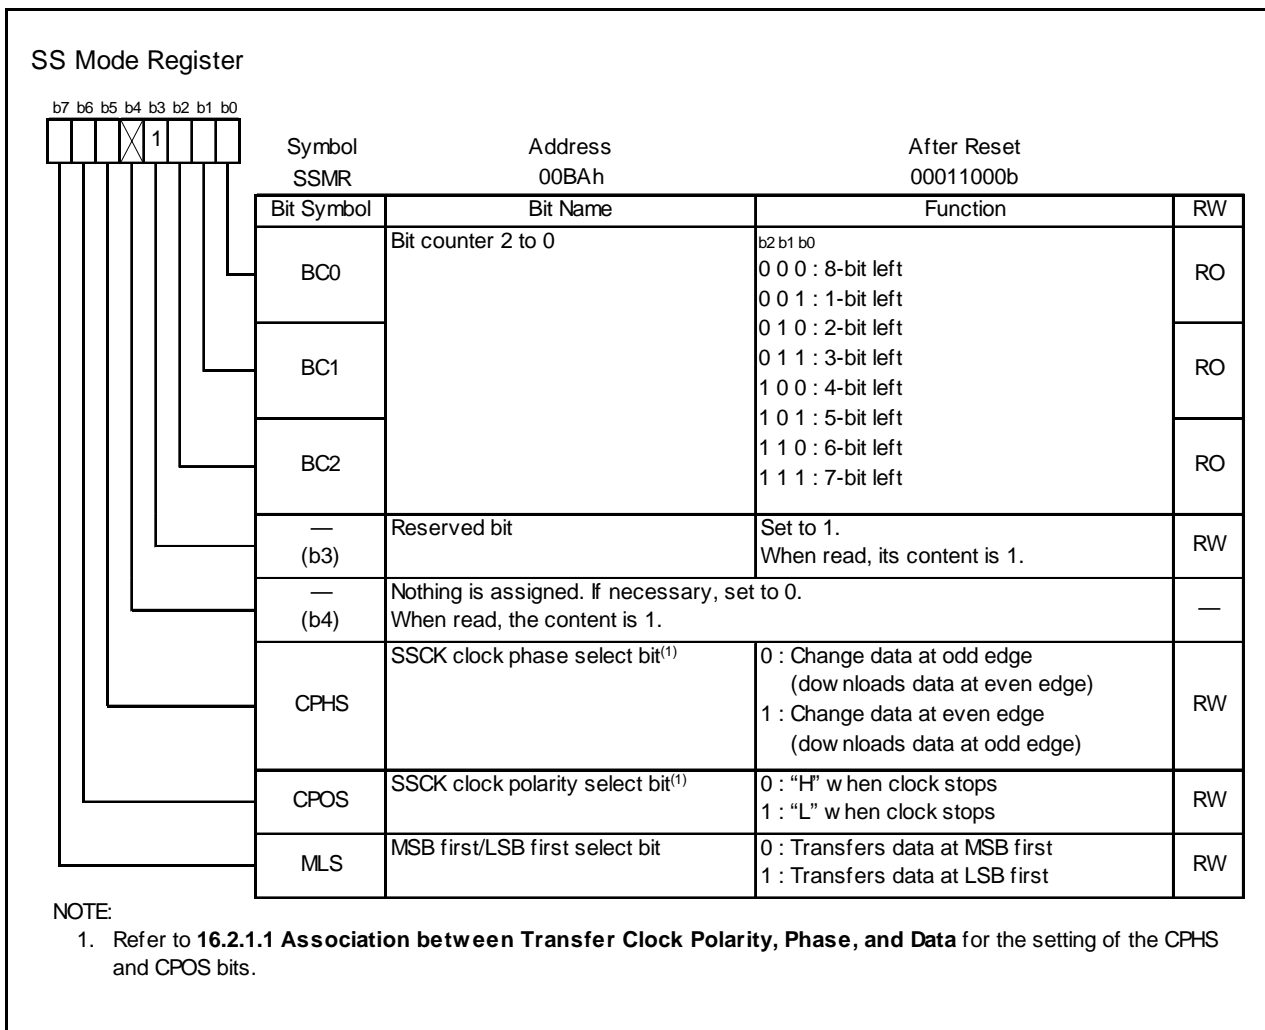 SS Mode Register
b7 b6 b5 b4 b3 b2 b1 b0
1
Symbol Address After Reset
SSMR 00BAh 00011000b
Bit Symbol Bit Name Function RW
BC0 Bit counter 2 to 0 b2 b1 b0
0 0 0 : 8-bit left RO
0 0 1 : 1-bit left
0 1 0 : 2-bit left
BC1 0 1 1 : 3-bit left RO
1 0 0 : 4-bit left
1 0 1 : 5-bit left
BC2 1 1 0 : 6-bit left RO
1 1 1 : 7-bit left
— Reserved bit Set to 1. RW
(b3) When read, its content is 1.
— Nothing is assigned. If necessary, set to 0. —
(b4) When read, the content is 1.
CPHS SSCK clock phase select bit(1) 0 : Change data at odd edge RW
(downloads data at even edge)
1 : Change data at even edge
(downloads data at odd edge)
CPOS SSCK clock polarity select bit(1) 0 : “H” when clock stops RW
1 : “L” when clock stops
MLS MSB first/LSB first select bit 0 : Transfers data at MSB first RW
1 : Transfers data at LSB first
NOTE:
1. Refer to 16.2.1.1 Association between Transfer Clock Polarity, Phase, and Data for the setting of the CPHS
and CPOS bits.